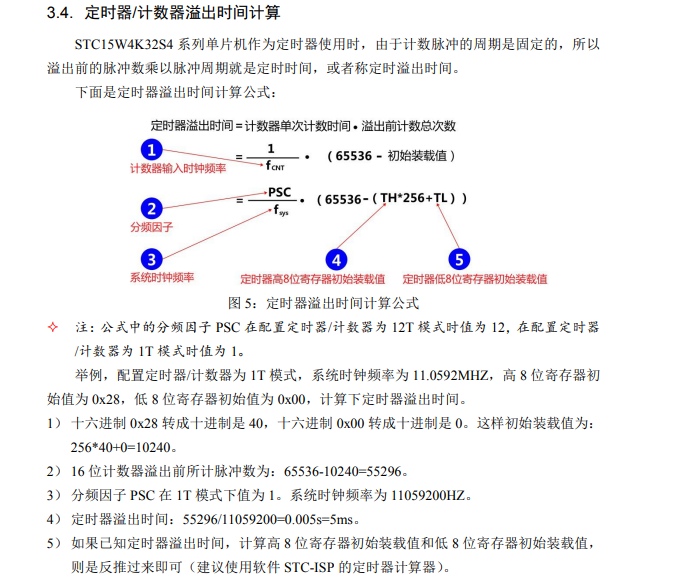 3.4. 定时器/计数器溢出时间计算
STC15W4K32S4 系列单片机作为定时器使用时，由于计数脉冲的周期是固定的，所以
溢出前的脉冲数乘以脉冲周期就是定时时间，或者称定时溢出时间。
下面是定时器溢出时间计算公式：
定时器溢出时间=计数器单次计数时间•溢出前计数总次数
1
计数器输入时钟频率
= 1/fCNT • （65536 - 初始装载值）
= PSC/fsys •（65536-（TH*256+TL））
2
分频因子
3
系统时钟频率
4
定时器高8位寄存器初始装载值
5
定时器低8位寄存器初始装载值
图 5：定时器溢出时间计算公式
✧ 注：公式中的分频因子 PSC 在配置定时器/计数器为 12T 模式时值为 12，在配置定时器
/计数器为 1T 模式时值为 1。
举例，配置定时器/计数器为 1T 模式，系统时钟频率为 11.0592MHZ，高 8 位寄存器初
始值为 0x28，低 8 位寄存器初始值为 0x00，计算下定时器溢出时间。
1） 十六进制 0x28 转成十进制是 40，十六进制 0x00 转成十进制是 0。这样初始装载值为：
256*40+0=10240。
2） 16 位计数器溢出前所计脉冲数为：65536-10240=55296。
3） 分频因子 PSC 在 1T 模式下值为 1。系统时钟频率为 11059200HZ。
4） 定时器溢出时间：55296/11059200=0.005s=5ms。
5） 如果已知定时器溢出时间，计算高 8 位寄存器初始装载值和低 8 位寄存器初始装载值，
则是反推过来即可（建议使用软件 STC-ISP 的定时器计算器）。